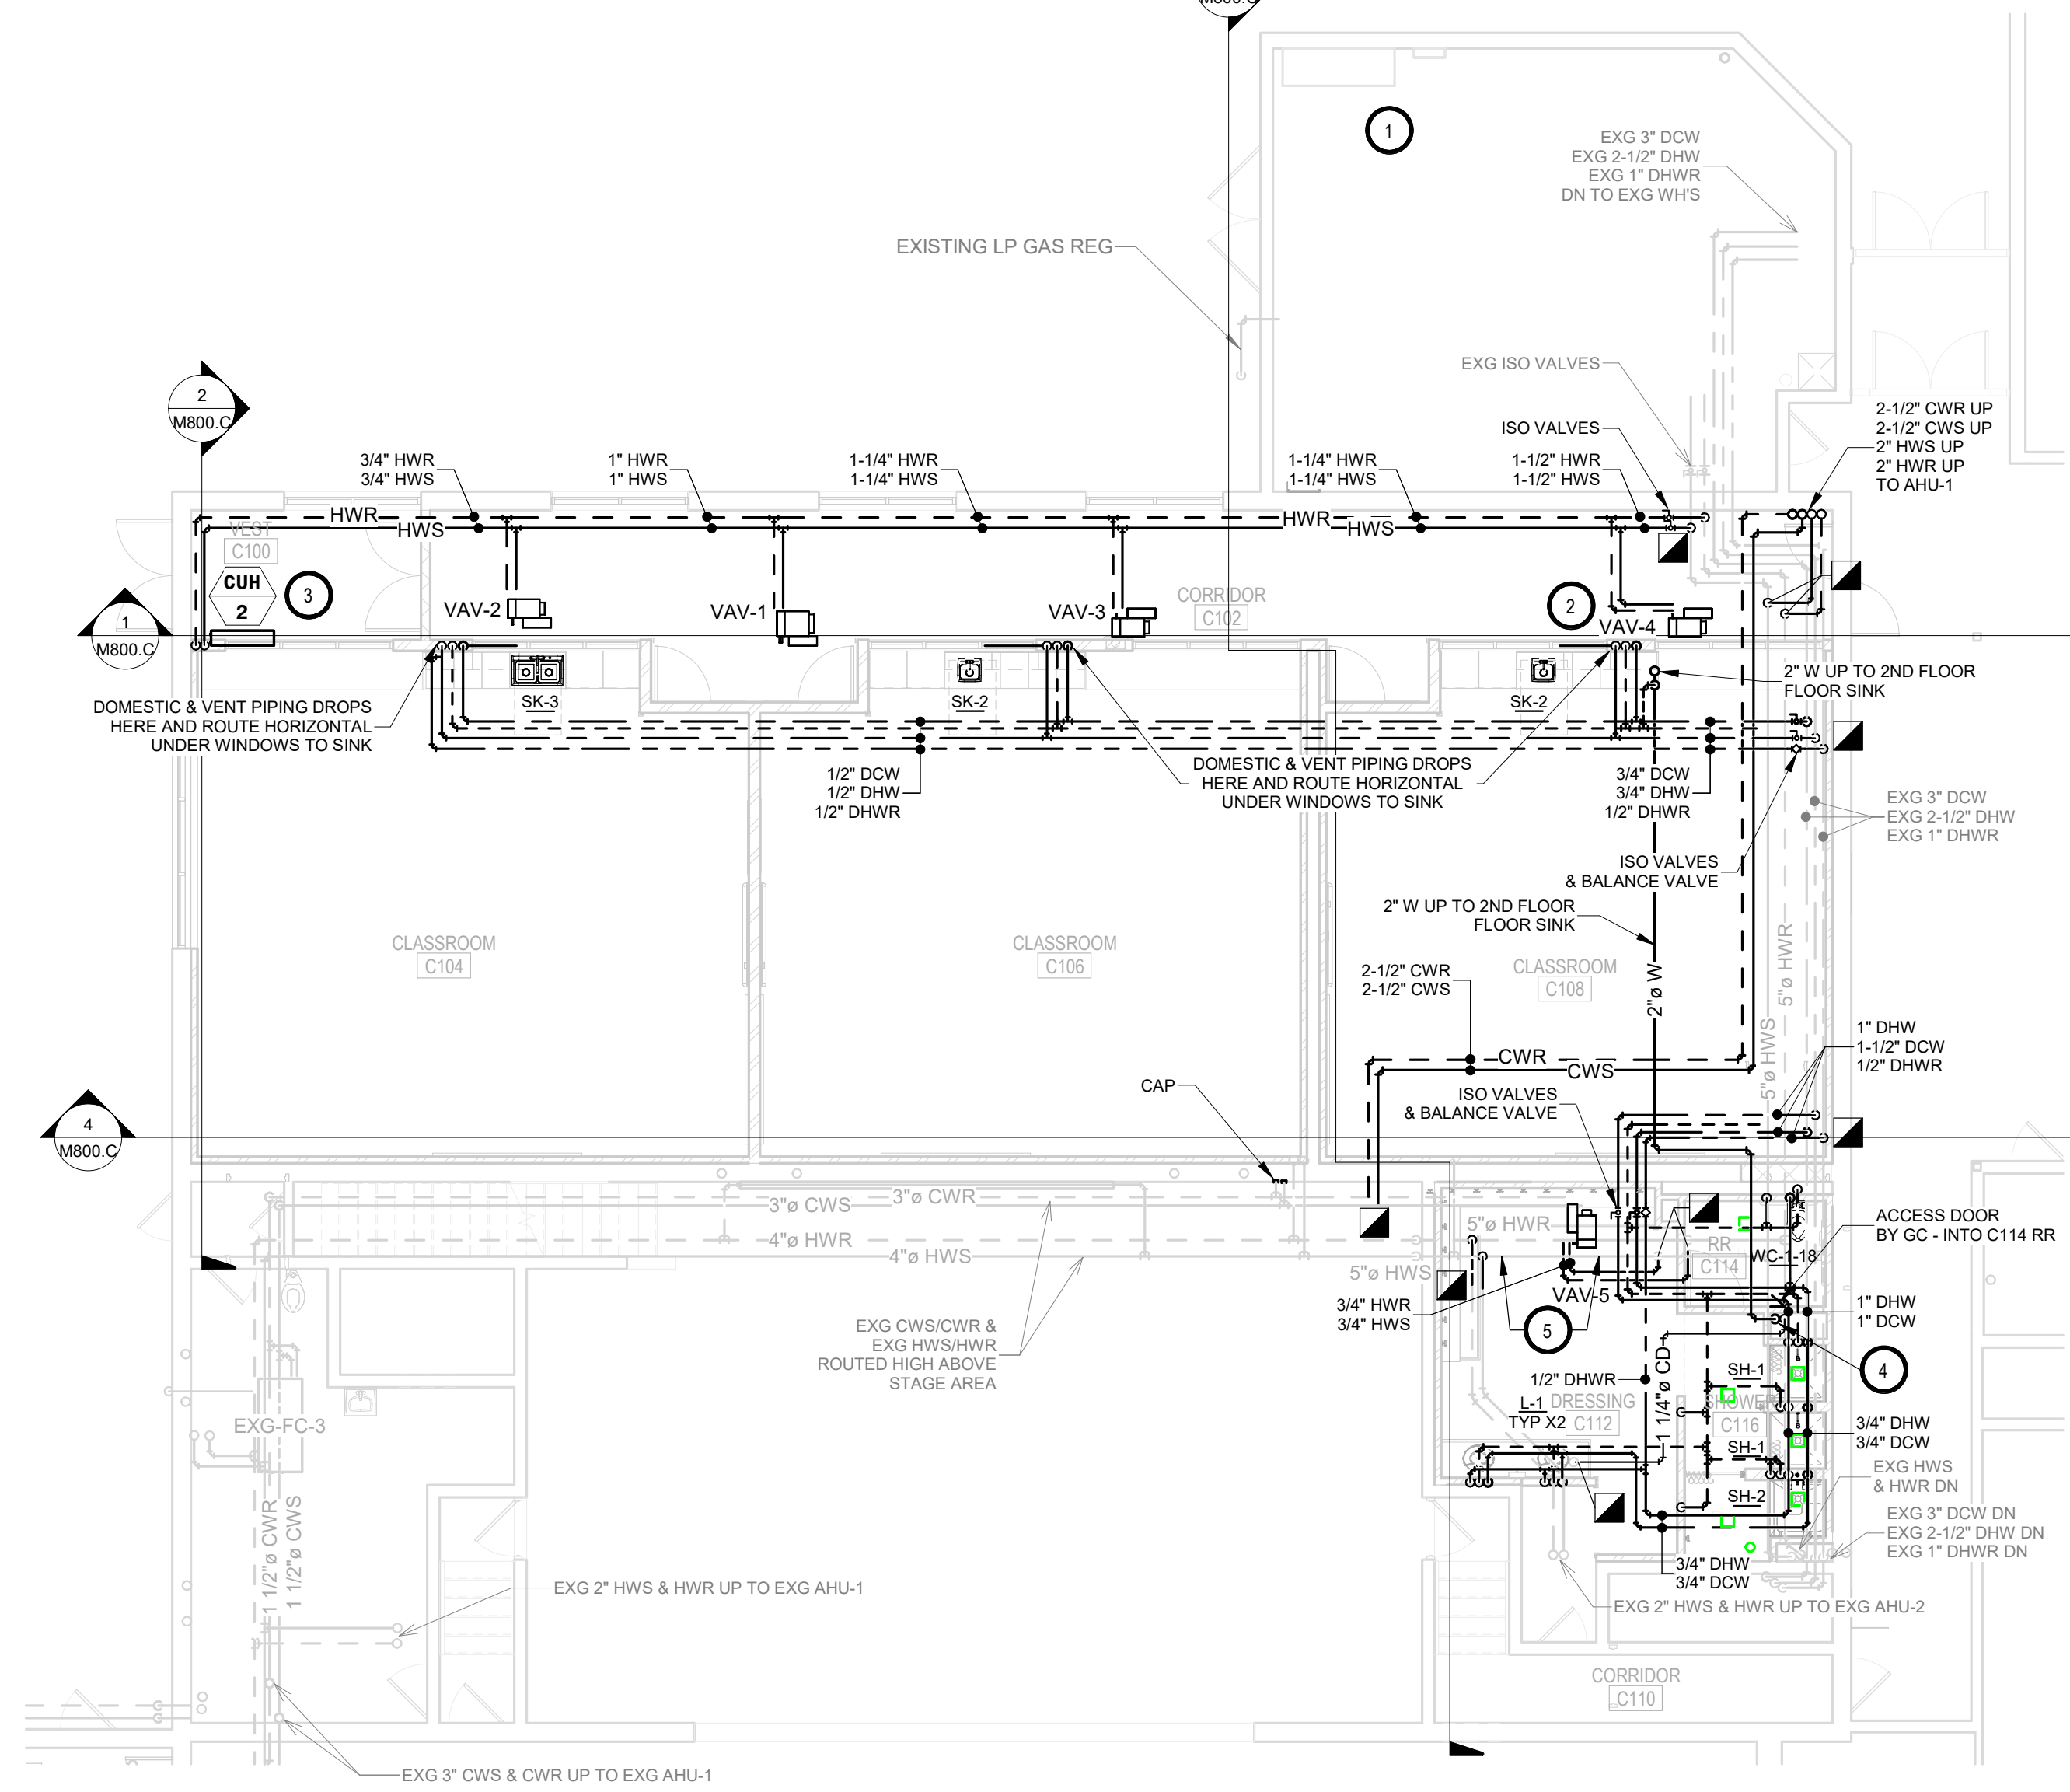 M800.C
1
EXG 3" DCW
EXG 2-1/2" DHW
EXG 1" DHWR
DN TO EXG WH'S
EXISTING LP GAS REG
EXG ISO VALVES
2
M800.C
ISO VALVES
2-1/2" CWR UP
2-1/2" CWS UP
2" HWS UP
2" HWR UP
TO AHU-1
3/4" HWR
3/4" HWS
1" HWR
1" HWS
1-1/4" HWR
1-1/4" HWS
1-1/4" HWR
1-1/4" HWS
1-1/2" HWR
1-1/2" HWS
HWR
HWS
HWR
HWS
VEST
C100
CUH
2
3
VAV-2
VAV-1
VAV-3
CORRIDOR
C102
2
VAV-4
1
M800.C
SK-3
SK-2
SK-2
2" W UP TO 2ND FLOOR
FLOOR SINK
DOMESTIC & VENT PIPING DROPS
HERE AND ROUTE HORIZONTAL
UNDER WINDOWS TO SINK
DOMESTIC & VENT PIPING DROPS
HERE AND ROUTE HORIZONTAL
UNDER WINDOWS TO SINK
1/2" DCW
1/2" DHW
1/2" DHWR
3/4" DCW
3/4" DHW
1/2" DHWR
EXG 3" DCW
EXG 2-1/2" DHW
EXG 1" DHWR
ISO VALVES
& BALANCE VALVE
2" W UP TO 2ND FLOOR
FLOOR SINK
CLASSROOM
C104
CLASSROOM
C106
CLASSROOM
C108
2-1/2" CWR
2-1/2" CWS
2"ø W
5"ø HWR
5"ø HWS
CWR
CWS
1" DHW
1-1/2" DCW
1/2" DHWR
CAP
ISO VALVES
& BALANCE VALVE
4
M800.C
3"ø CWS
3"ø CWR
4"ø HWR
4"ø HWS
5"ø HWR
5"ø HWS
RR
C114
WC-1-18
ACCESS DOOR
BY GC - INTO C114 RR
VAV-5
3/4" HWR
3/4" HWS
5
1" DHW
1" DCW
EXG CWS/CWR &
EXG HWS/HWR
ROUTED HIGH ABOVE
STAGE AREA
4
1/2" DHWR
1 1/4"ø CD
SH-1
L-1
TYP X2
DRESSING
C112
SHOWER
C116
SH-1
SH-2
3/4" DHW
3/4" DCW
EXG HWS
& HWR DN
EXG 3" DCW DN
EXG 2-1/2" DHW DN
EXG 1" DHWR DN
EXG-FC-3
1 1/2"ø CWR
1 1/2"ø CWS
3/4" DHW
3/4" DCW
EXG 2" HWS & HWR UP TO EXG AHU-1
EXG 2" HWS & HWR UP TO EXG AHU-2
CORRIDOR
C110
EXG 3" CWS & CWR UP TO EXG AHU-1